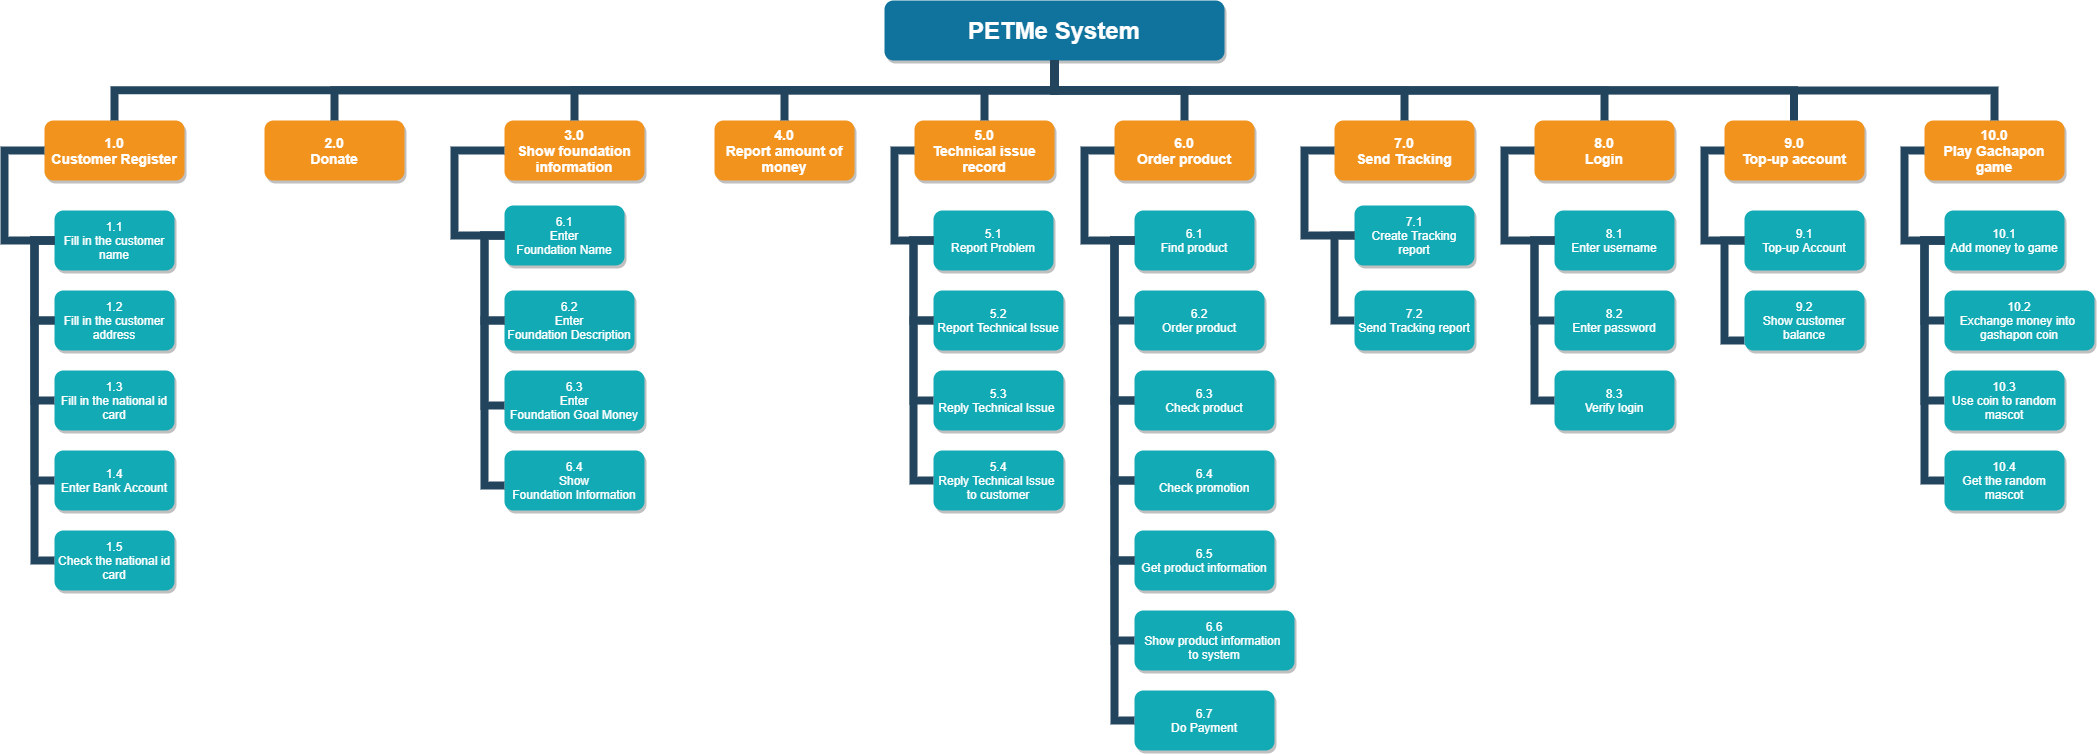 PETMe System
1.0
Customer Register
2.0
Donate
3.0
Show foundation
information
4.0
Report amount of
money
5.0
Technical issue
record
6.0
Order product
7.0
Send Tracking
8.0
Login
9.0
Top-up account
10.0
Play Gachapon
game
1.1
Fill in the customer
name
1.2
Fill in the customer
address
1.3
Fill in the national id
card
1.4
Enter Bank Account
1.5
Check the national id
card
6.1
Enter
Foundation Name
6.2
Enter
Foundation Description
6.3
Enter
Foundation Goal Money
6.4
Show
Foundation Information
5.1
Report Problem
5.2
Report Technical Issue
5.3
Reply Technical Issue
5.4
Reply Technical Issue
to customer
6.1
Find product
6.2
Order product
6.3
Check product
6.4
Check promotion
6.5
Get product information
6.6
Show product information
to system
6.7
Do Payment
7.1
Create Tracking
report
7.2
Send Tracking report
8.1
Enter username
8.2
Enter password
8.3
Verify login
9.1
Top-up Account
9.2
Show customer
balance
10.1
Add money to game
10.2
Exchange money into
gashapon coin
10.3
Use coin to random
mascot
10.4
Get the random
mascot